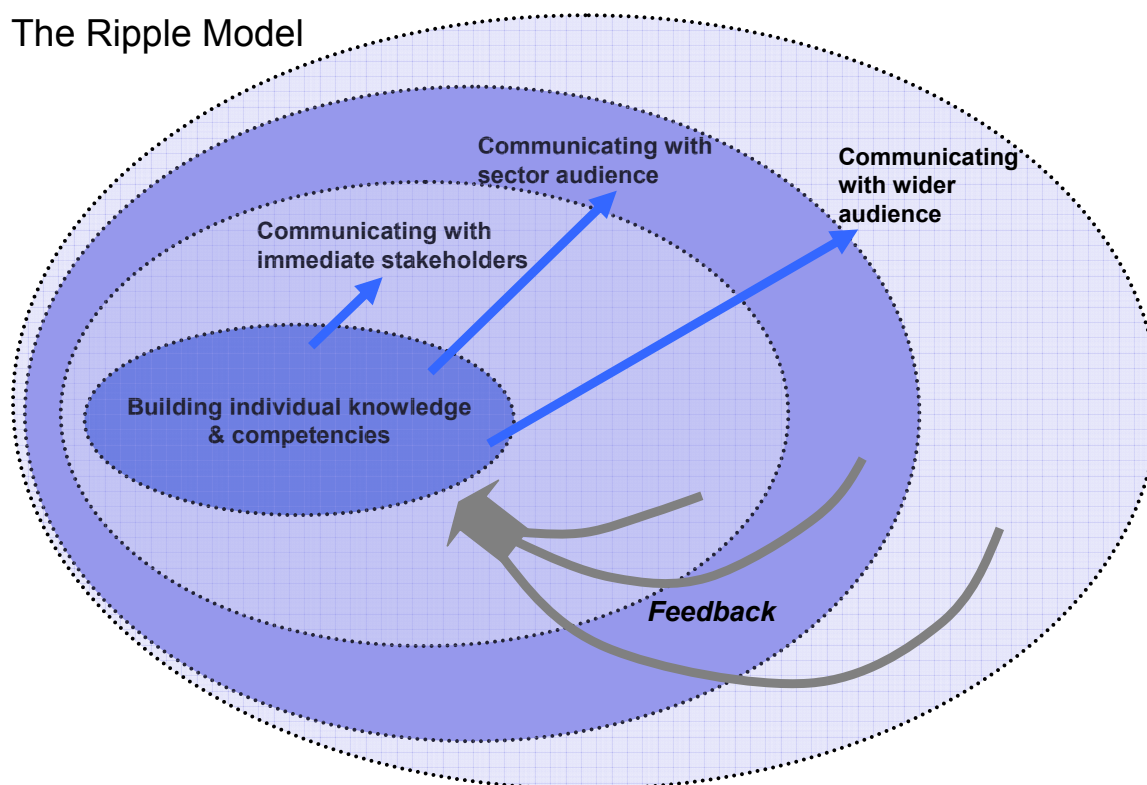 The Ripple Model
Communicating with
sector audience
Communicating
with wider
audience
Communicating with
immediate stakeholders
Building individual knowledge
& competencies
Feedback